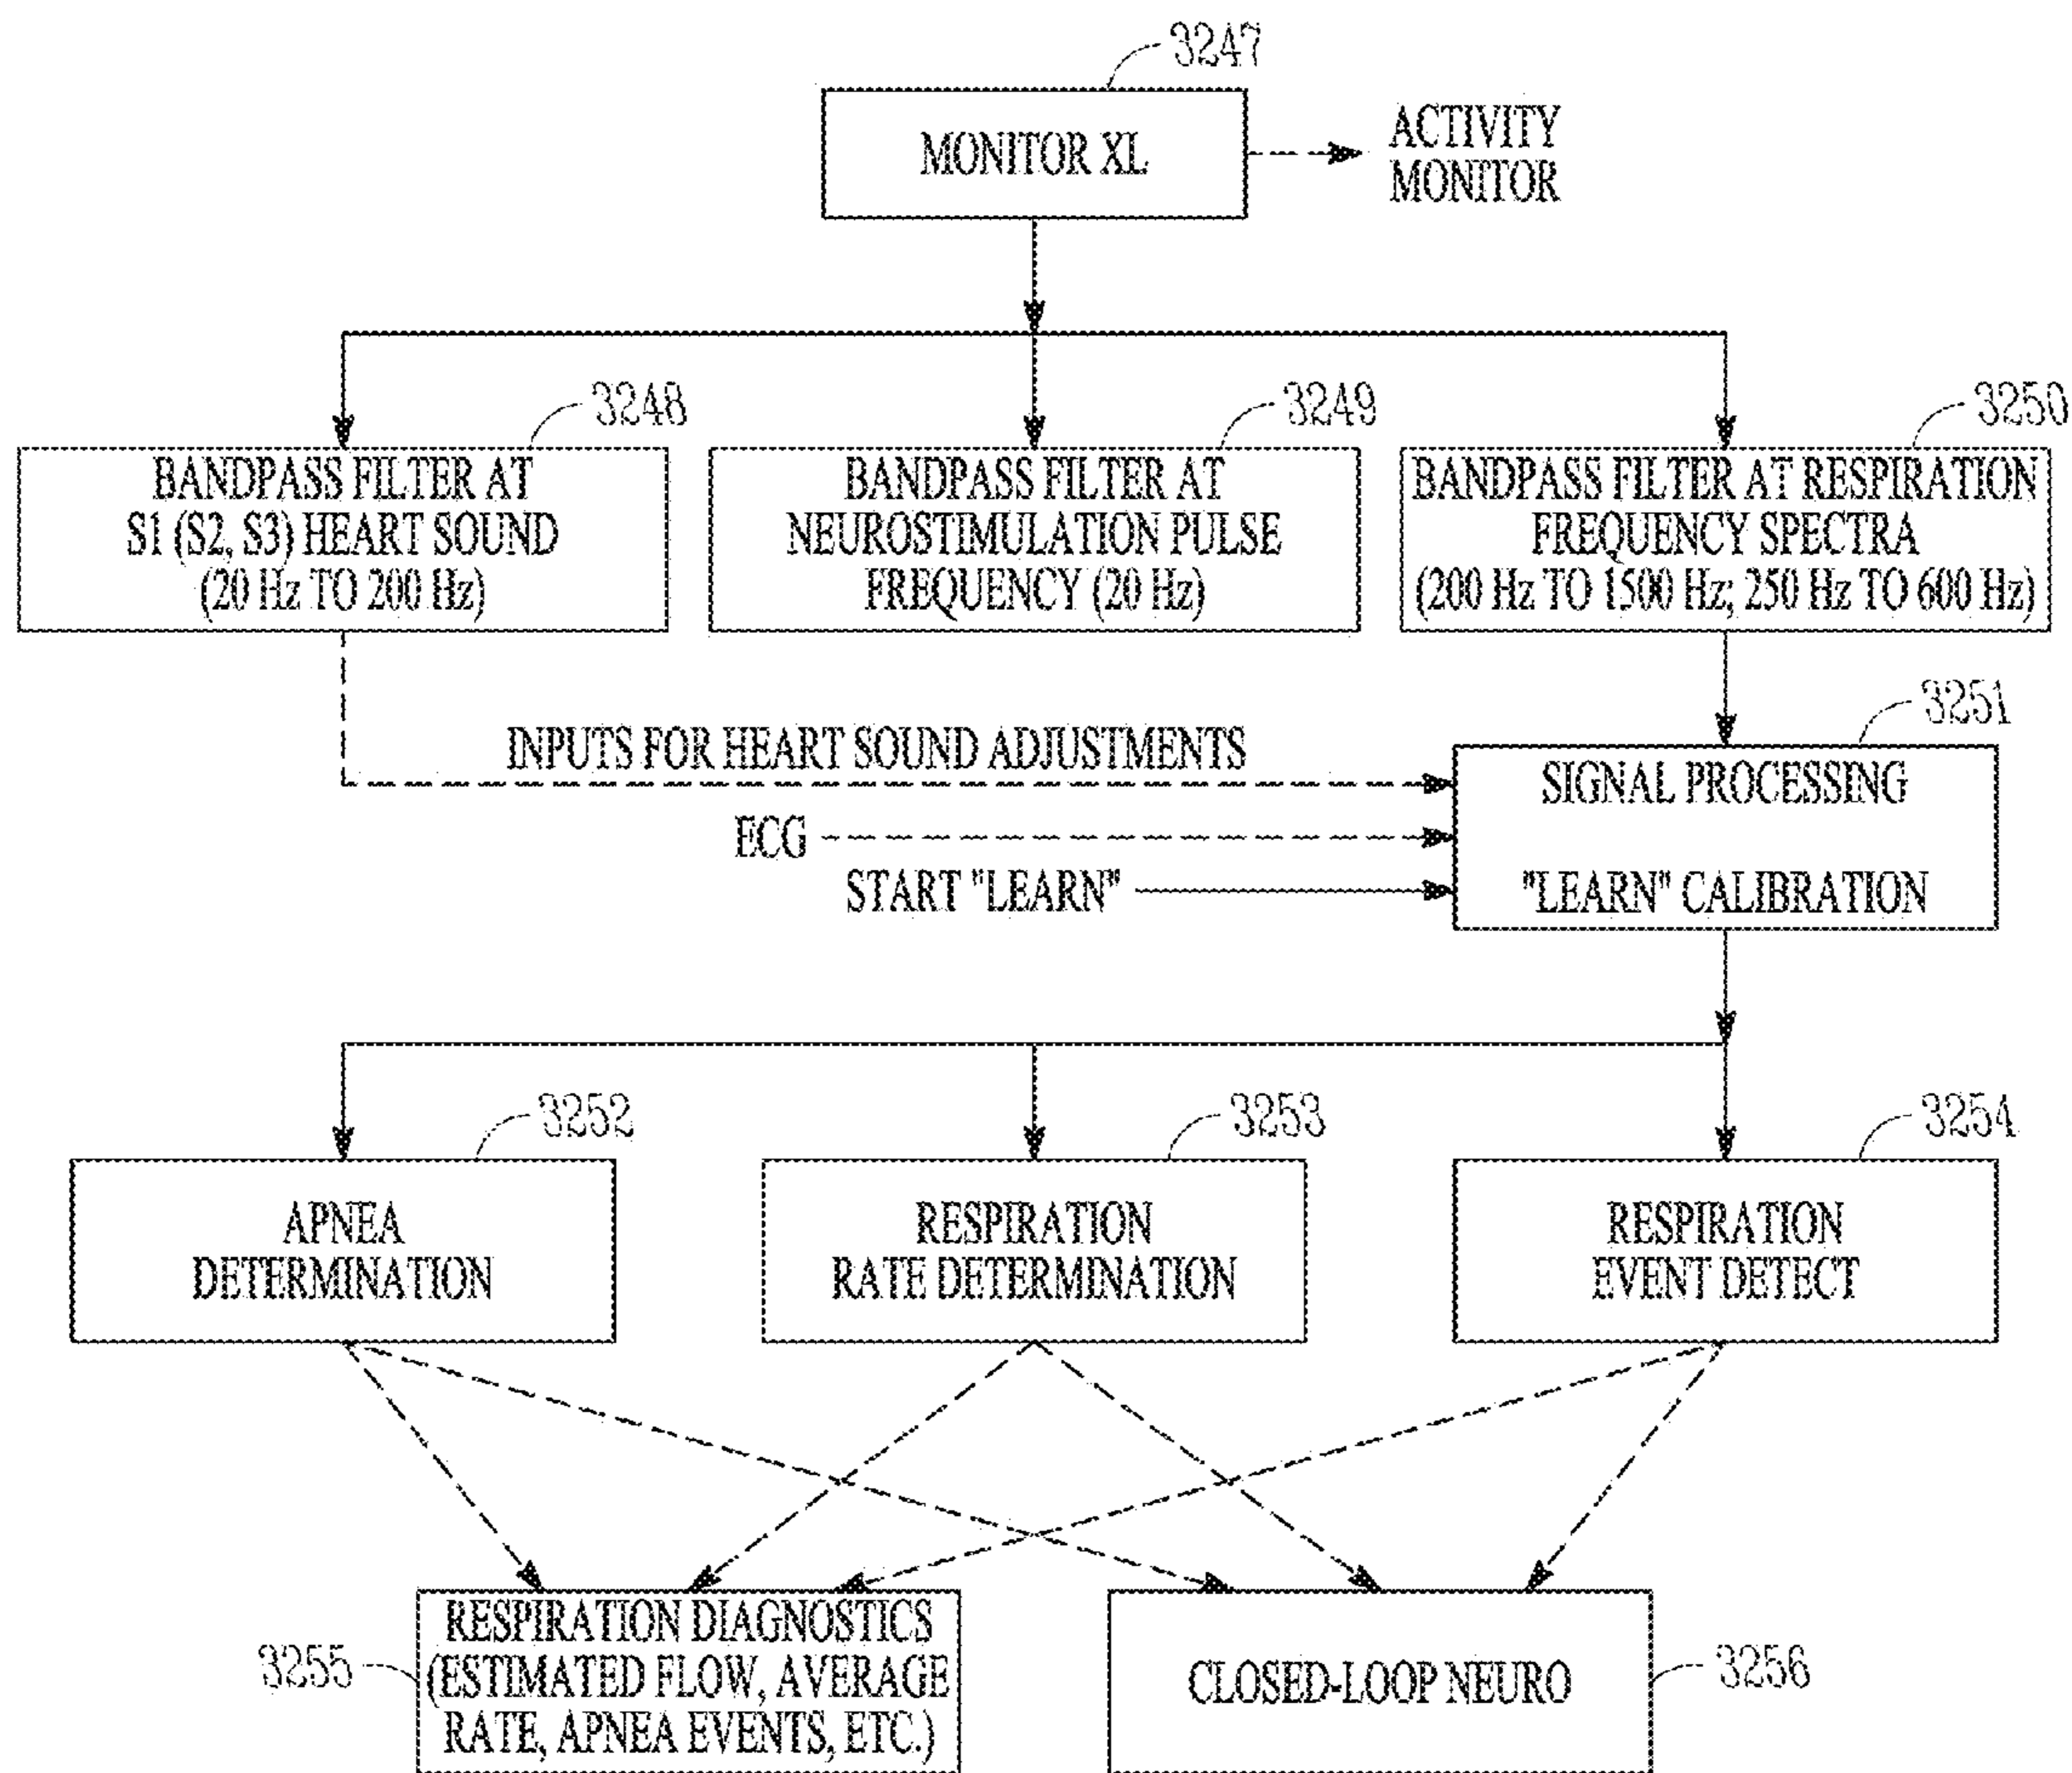 3247
MONITOR XL
ACTIVITY
MONITOR
3248
3249
3250
BANDPASS FILTER AT
S1 (S2, S3) HEART SOUND
(20 Hz TO 200 Hz)
BANDPASS FILTER AT
NEUROSTIMULATION PULSE
FREQUENCY (20 Hz)
BANDPASS FILTER AT RESPIRATION
FREQUENCY SPECTRA
(200 Hz TO 1500 Hz; 250 Hz TO 600 Hz)
3251
INPUTS FOR HEART SOUND ADJUSTMENTS
ECG
START "LEARN"
SIGNAL PROCESSING
"LEARN" CALIBRATION
3252
3253
3254
APNEA
DETERMINATION
RESPIRATION
RATE DETERMINATION
RESPIRATION
EVENT DETECT
3255
RESPIRATION DIAGNOSTICS
(ESTIMATED FLOW, AVERAGE
RATE, APNEA EVENTS, ETC.)
CLOSED-LOOP NEURO
3256